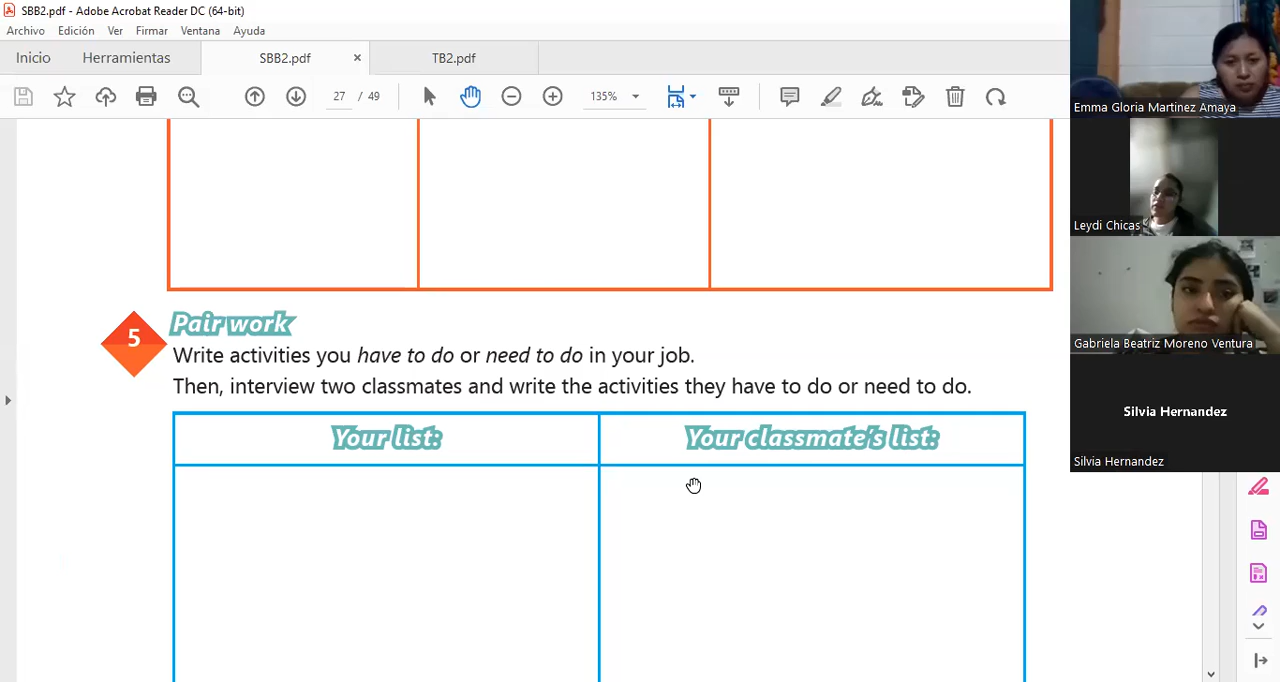 SBB2.pdf - Adobe Acrobat Reader DC (64-bit)
Archivo Edición Ver Firmar Ventana Ayuda
Inicio Herramientas SBB2.pdf × TB2.pdf
27 / 49 135%
Emma Gloria Martinez Amaya
Leydi Chicas
5 Pair work
Write activities you have to do or need to do in your job.
Then, interview two classmates and write the activities they have to do or need to do.
Gabriela Beatriz Moreno Ventura
Your list: Your classmate's list:
Silvia Hernandez
Silvia Hernandez